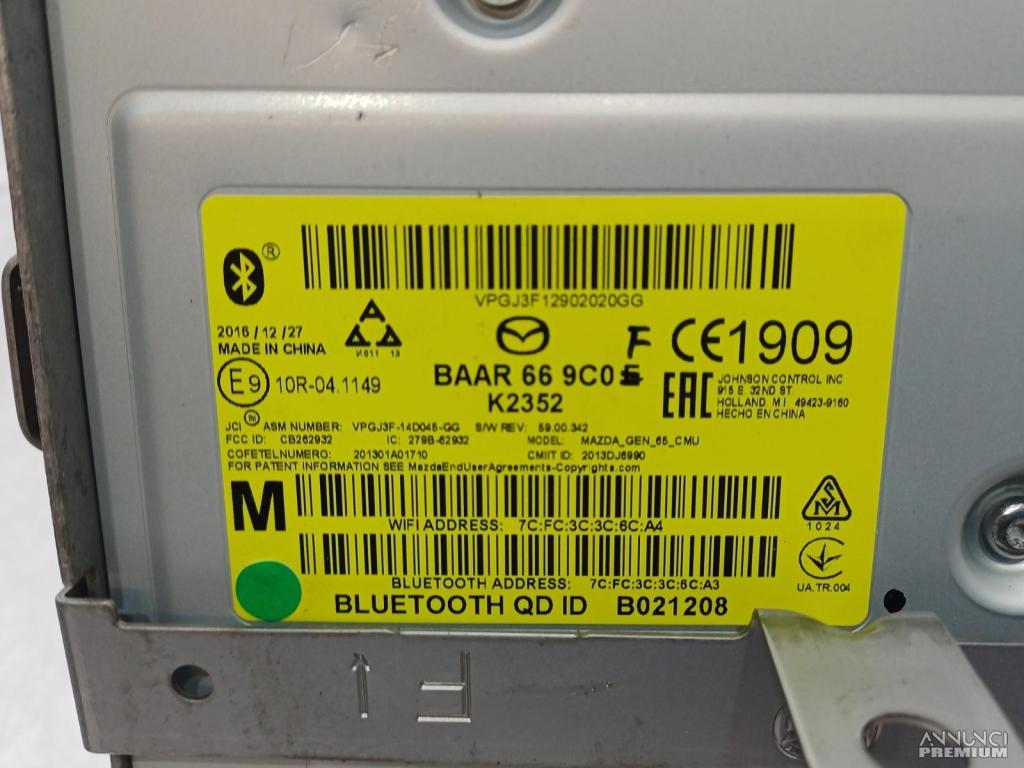 ®
VPGJ3F12902020GG
2016/12/27
MADE IN CHINA
N011 13
F CE1909
BAAR 66 9C0
K2352
E9 10R-04.1149
EAC
JOHNSON CONTROL INC
915 E. 32ND ST.
HOLLAND. M I 49423-9160
HECHO EN CHINA
JCI™ ASM NUMBER: VPGJ3F-14D045-GG S/W REV: 59.00.342
FCC ID: CB262932 IC: 279B-62932 MODEL: MAZDA_GEN_65_CMU
COFETELNUMERO: 201301A01710 CMIIT ID: 2013DJ6990
FOR PATENT INFORMATION SEE MazdaEndUserAgreements-Copyrights.com
M
WIFI ADDRESS: 7C:FC:3C:3C:6C:A4
1024
BLUETOOTH ADDRESS: 7C:FC:3C:3C:6C:A3
UA.TR.004
BLUETOOTH QD ID B021208
ANNUNCI
PREMIUM